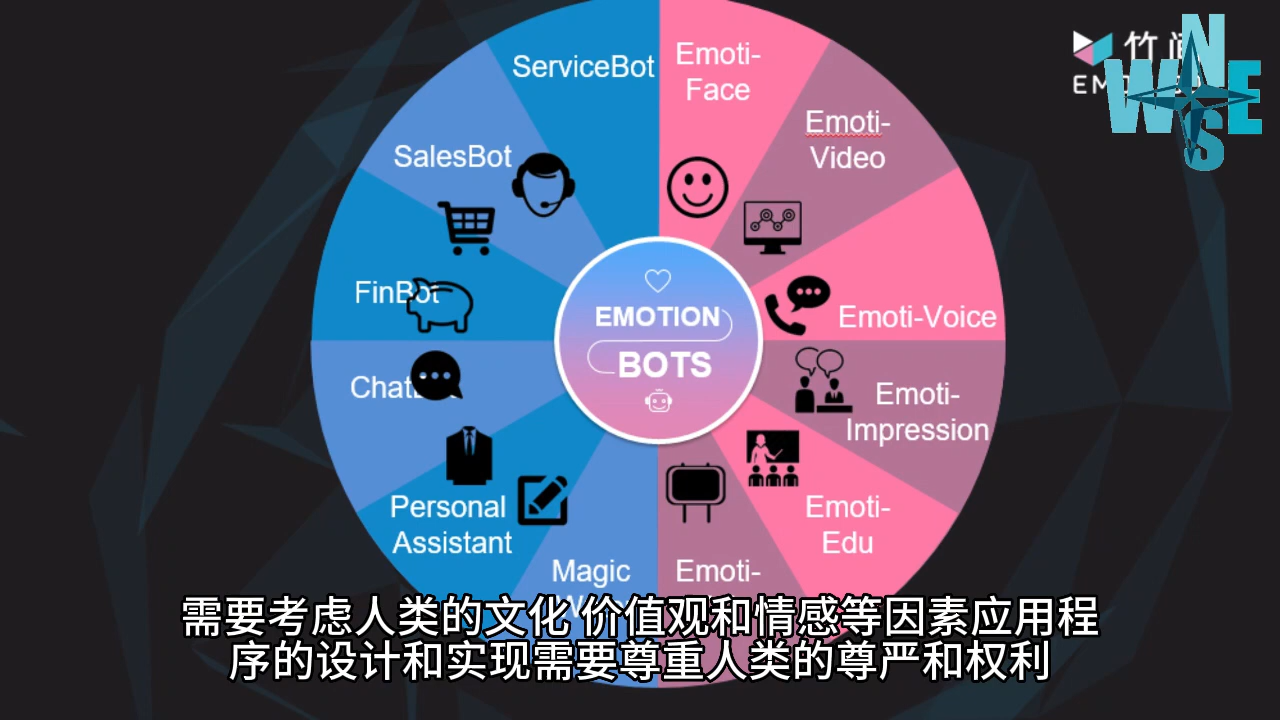 ServiceBot
Emoti-
Face
Emoti-
Video
SalesBot
FinBot
Emoti-Voice
EMOTION
BOTS
Emoti-
Impression
Personal
Assistant
Emoti-
Edu
Magic
Emoti-
竹间
N
W E
S
需要考虑人类的文化 价值观和情感等因素应用程
序的设计和实现需要尊重人类的尊严和权利